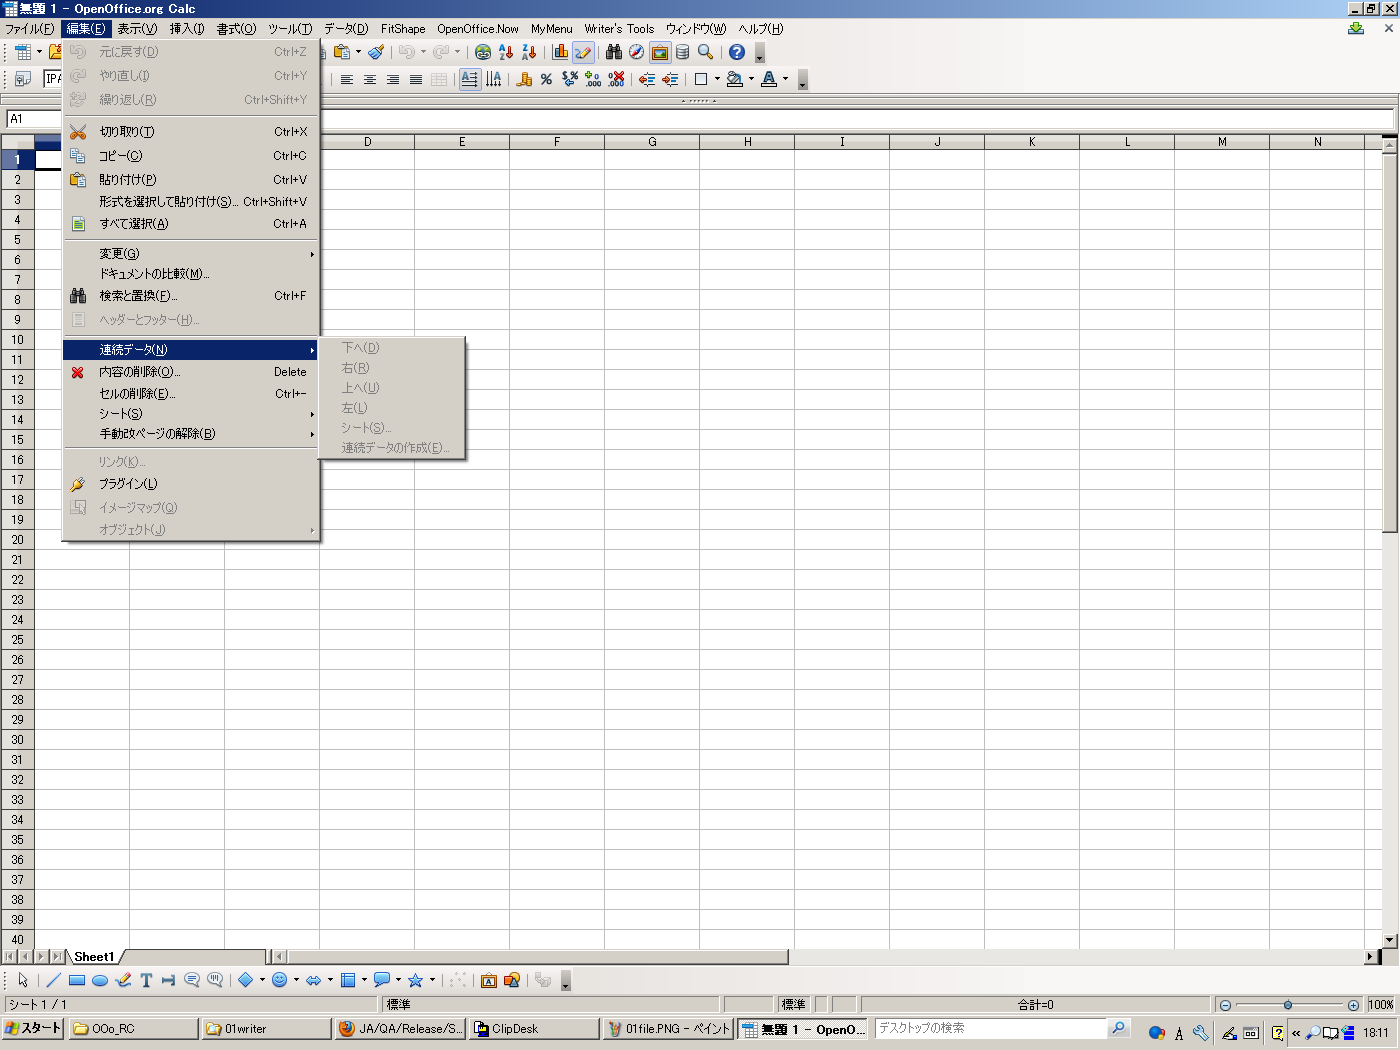 無題 1 - OpenOffice.org Calc
ファイル(F) 編集(E) 表示(V) 挿入(I) 書式(O) ツール(T) データ(D) FitShape OpenOffice.Now MyMenu Writer's Tools ウィンドウ(W) ヘルプ(H)
IPA
A1
元に戻す(D) Ctrl+Z
やり直し(I) Ctrl+Y
繰り返し(R) Ctrl+Shift+Y
切り取り(T) Ctrl+X
コピー(C) Ctrl+C
貼り付け(P) Ctrl+V
形式を選択して貼り付け(S)... Ctrl+Shift+V
すべて選択(A) Ctrl+A
変更(G)
ドキュメントの比較(M)...
検索と置換(F)... Ctrl+F
ヘッダーとフッター(H)...
連続データ(N)
内容の削除(O)... Delete
セルの削除(E)... Ctrl+-
シート(S)
手動改ページの解除(B)
リンク(K)...
プラグイン(L)
イメージマップ(Q)
オブジェクト(J)
下へ(D)
右(R)
上へ(U)
左(L)
シート(S)...
連続データの作成(E)...
D E F G H I J K L M N
1
2
3
4
5
6
7
8
9
10
11
12
13
14
15
16
17
18
19
20
21
22
23
24
25
26
27
28
29
30
31
32
33
34
35
36
37
38
39
40
Sheet1
シート 1 / 1 標準 標準 合計=0 100%
スタート OOo_RC 01writer JA/QA/Release/S... ClipDesk 01file.PNG - ペイント 無題 1 - OpenO... デスクトップの検索 A « 18:11